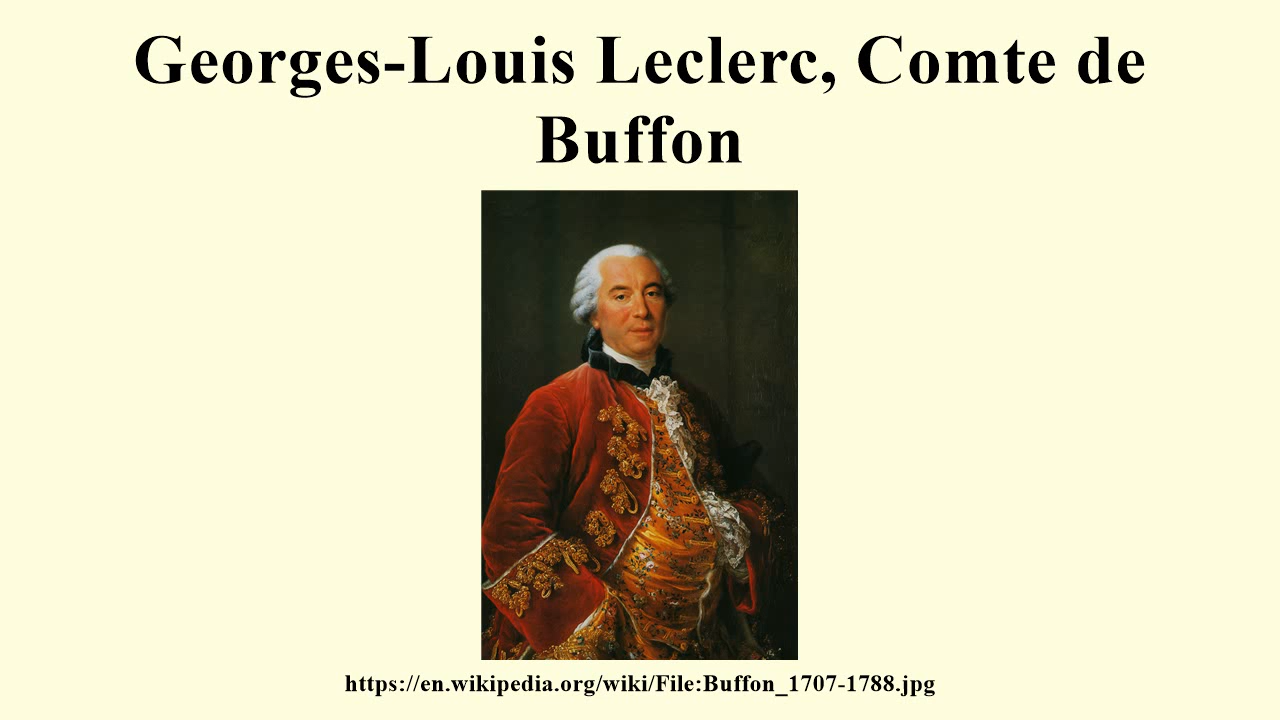 Georges-Louis Leclerc, Comte de
Buffon
https://en.wikipedia.org/wiki/File:Buffon_1707-1788.jpg